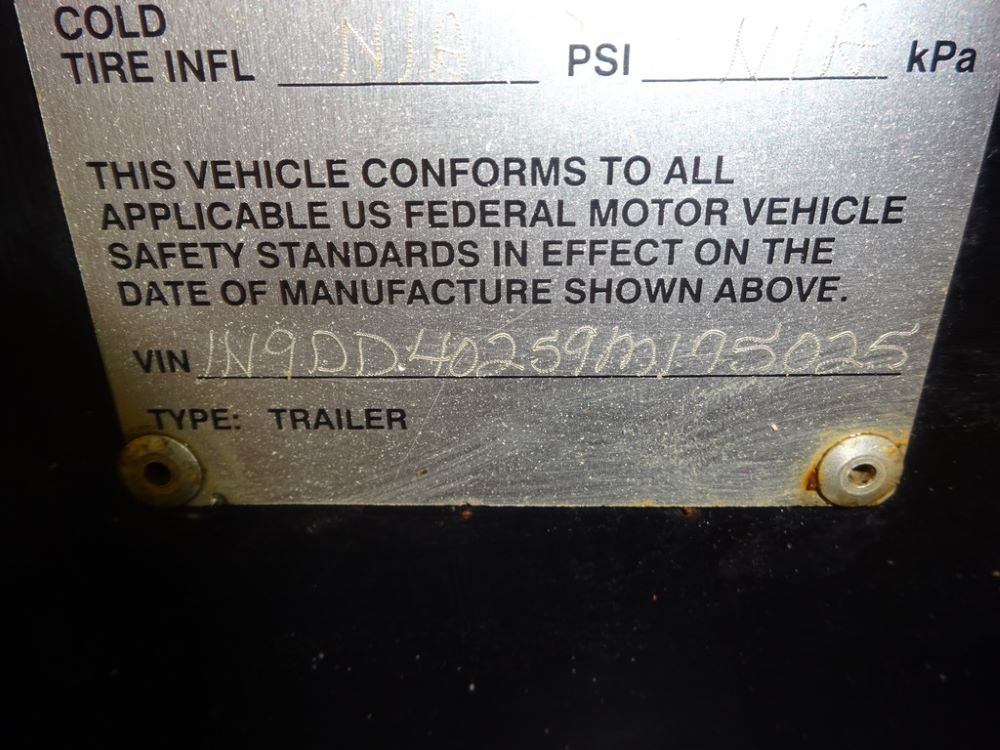 COLD
TIRE INFL N/A PSI N/A kPa
THIS VEHICLE CONFORMS TO ALL
APPLICABLE US FEDERAL MOTOR VEHICLE
SAFETY STANDARDS IN EFFECT ON THE
DATE OF MANUFACTURE SHOWN ABOVE.
VIN 1N9DD40259M175025
TYPE: TRAILER